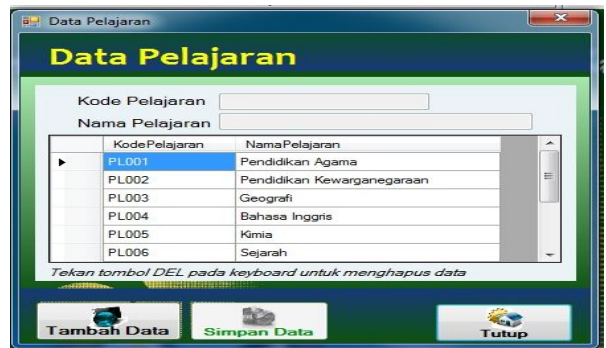 Data Pelajaran
Data Pelajaran
Kode Pelajaran
Nama Pelajaran
KodePelajaran NamaPelajaran
PL001 Pendidikan Agama
PL002 Pendidikan Kewarganegaraan
PL003 Geografi
PL004 Bahasa Inggris
PL005 Kimia
PL006 Sejarah
Tekan tombol DEL pada keyboard untuk menghapus data
Tambah Data Simpan Data Tutup